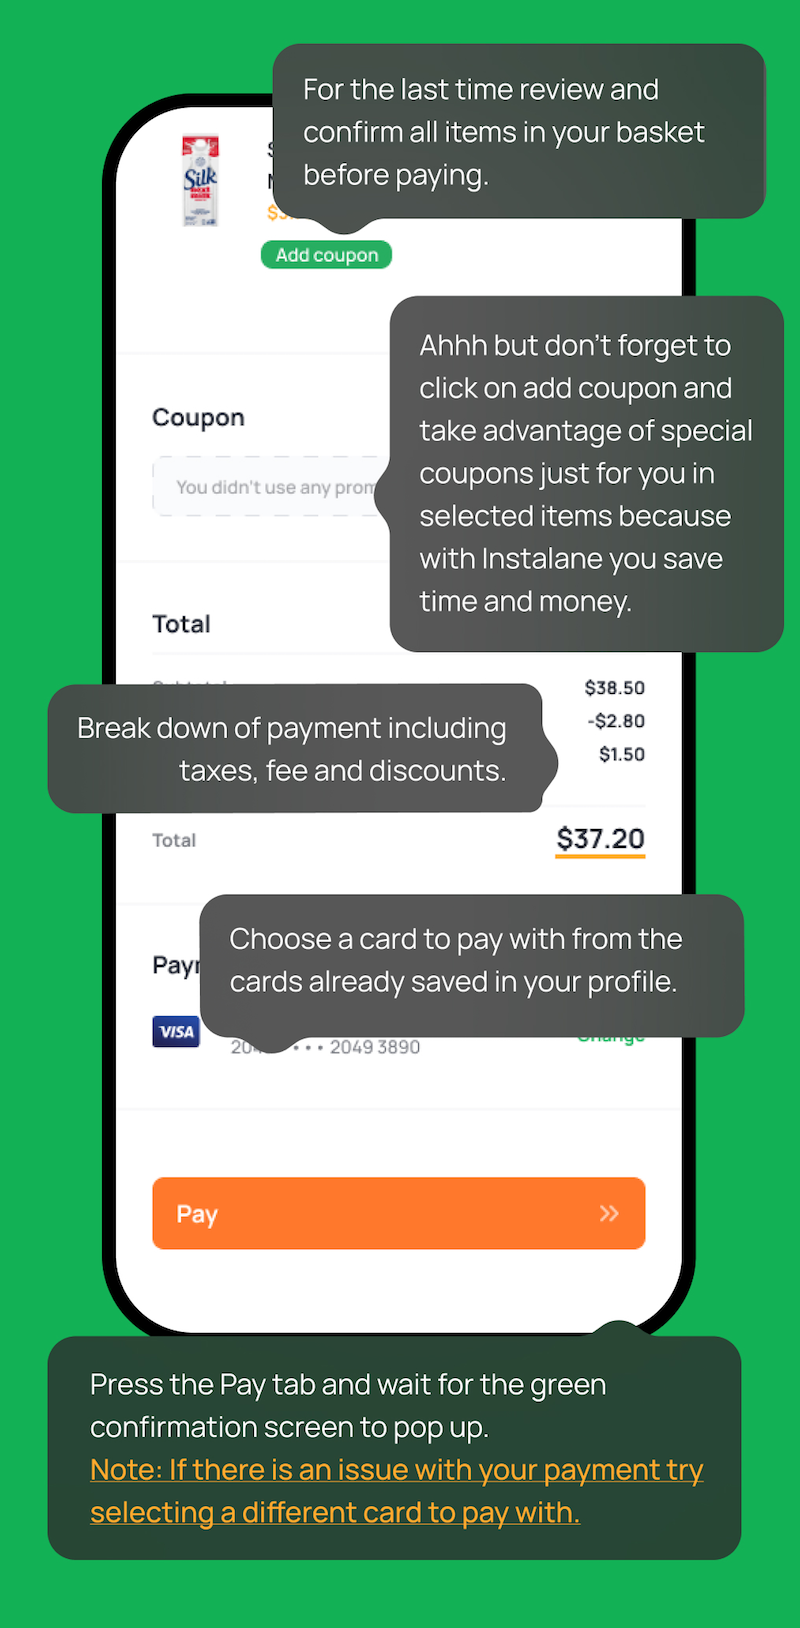 For the last time review and
confirm all items in your basket
before paying.
Silk
Add coupon
Ahhh but don't forget to
click on add coupon and
take advantage of special
coupons just for you in
selected items because
with Instalane you save
time and money.
Coupon
You didn't use any
Total
$38.50
-$2.80
$1.50
Break down of payment including
taxes, fee and discounts.
Total
$37.20
Choose a card to pay with from the
cards already saved in your profile.
VISA
• • • 2049 3890
Change
Pay
Press the Pay tab and wait for the green
confirmation screen to pop up.
Note: If there is an issue with your payment try
selecting a different card to pay with.